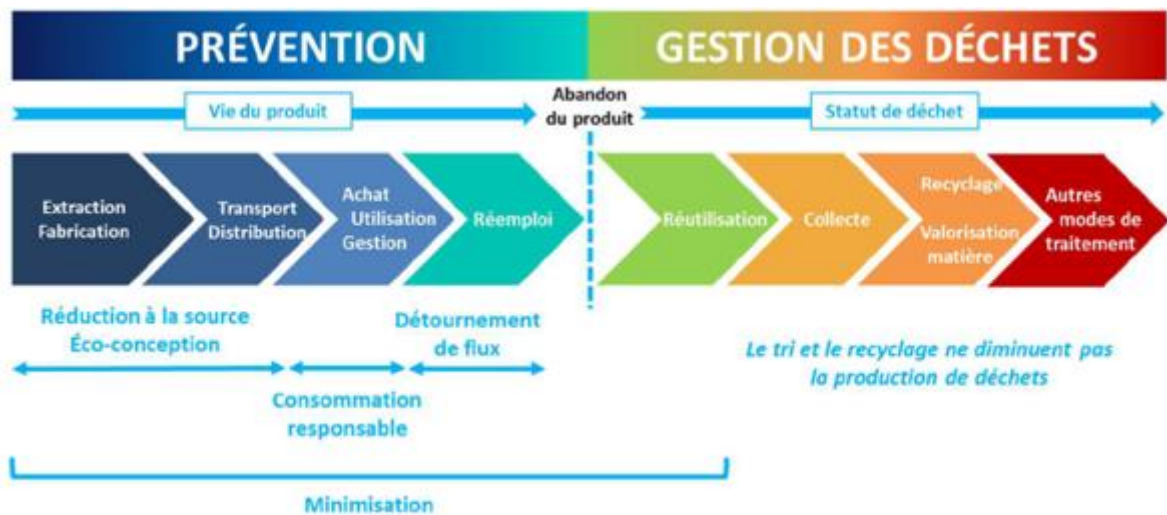 PRÉVENTION
GESTION DES DÉCHETS
Vie du produit
Abandon
du produit
Statut de déchet
Extraction
Fabrication
Transport
Distribution
Achat
Utilisation
Gestion
Réemploi
Réutilisation
Collecte
Recyclage
Valorisation
matière
Autres
modes de
traitement
Réduction à la source
Éco-conception
Détournement
de flux
Le tri et le recyclage ne diminuent pas
la production de déchets
Consommation
responsable
Minimisation